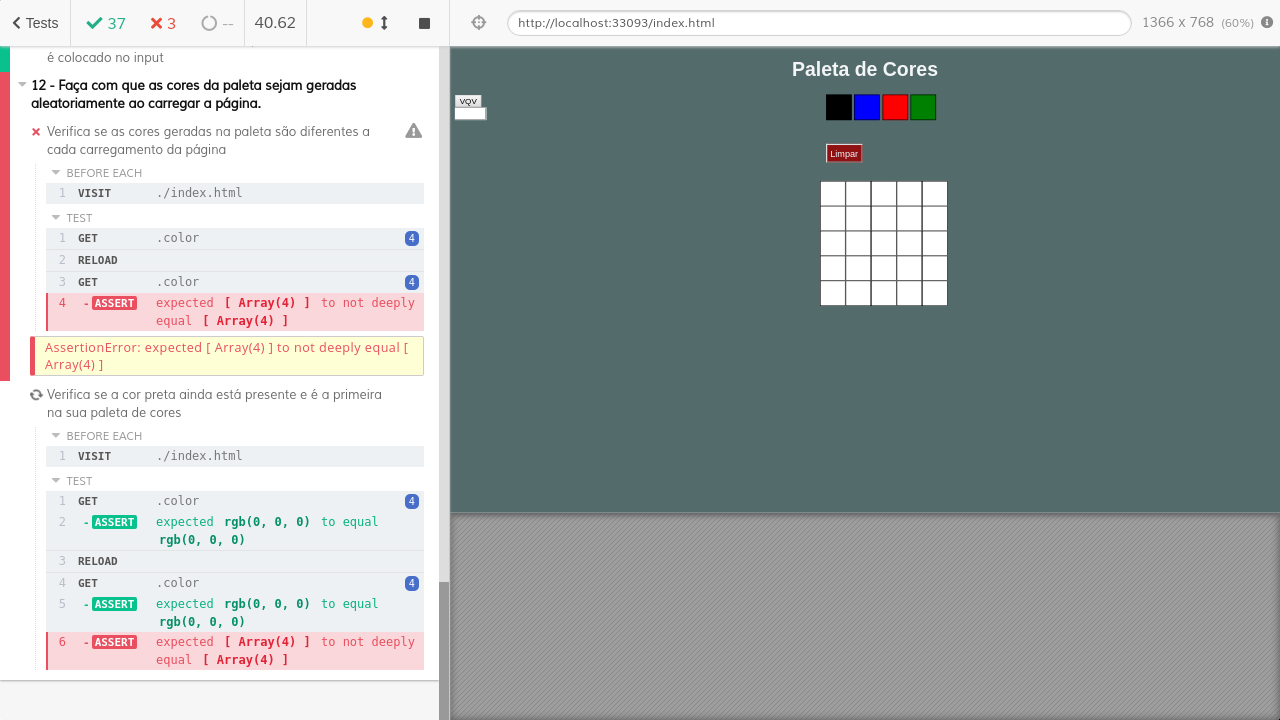 Tests
37
3
--
40.62
http://localhost:33093/index.html
1366 x 768 (60%)
é colocado no input
12 - Faça com que as cores da paleta sejam geradas
aleatoriamente ao carregar a página.
Verifica se as cores geradas na paleta são diferentes a
cada carregamento da página
BEFORE EACH
1 VISIT ./index.html
TEST
1 GET .color 4
2 RELOAD
3 GET .color 4
4 -ASSERT expected [ Array(4) ] to not deeply
equal [ Array(4) ]
AssertionError: expected [ Array(4) ] to not deeply equal [
Array(4) ]
Verifica se a cor preta ainda está presente e é a primeira
na sua paleta de cores
BEFORE EACH
1 VISIT ./index.html
TEST
1 GET .color 4
2 -ASSERT expected rgb(0, 0, 0) to equal
rgb(0, 0, 0)
3 RELOAD
4 GET .color 4
5 -ASSERT expected rgb(0, 0, 0) to equal
rgb(0, 0, 0)
6 -ASSERT expected [ Array(4) ] to not deeply
equal [ Array(4) ]
Paleta de Cores
VQV
Limpar